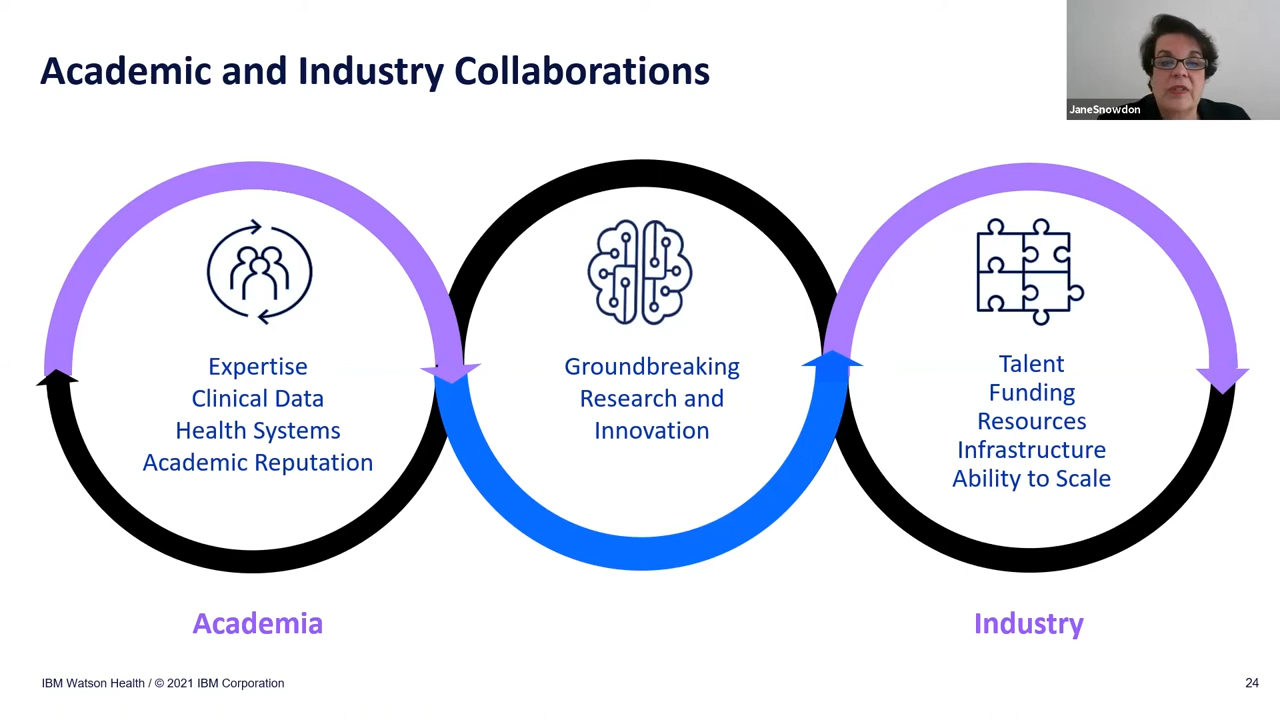 Academic and Industry Collaborations
JaneSnowdon
Expertise
Clinical Data
Health Systems
Academic Reputation
Groundbreaking
Research and
Innovation
Talent
Funding
Resources
Infrastructure
Ability to Scale
Academia
Industry
IBM Watson Health / © 2021 IBM Corporation
24